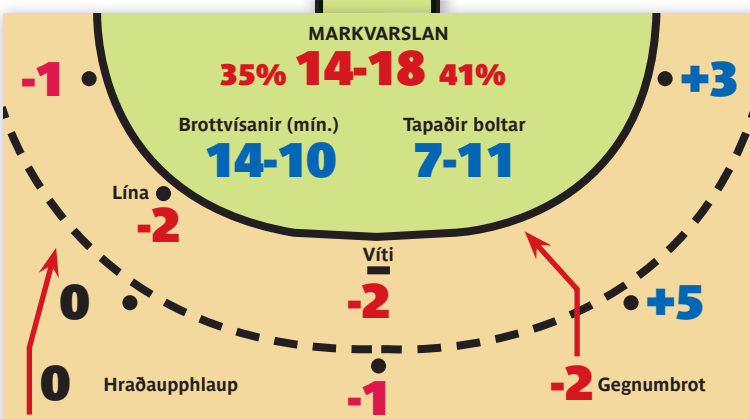 MARKVARSLAN
35% 14-18 41%
-1
+3
Brottvísanir (mín.) Tapaðir boltar
14-10 7-11
Lína
-2
Víti
-2
0
+5
0 Hraðaupphlaup
-1
-2 Gegnumbrot